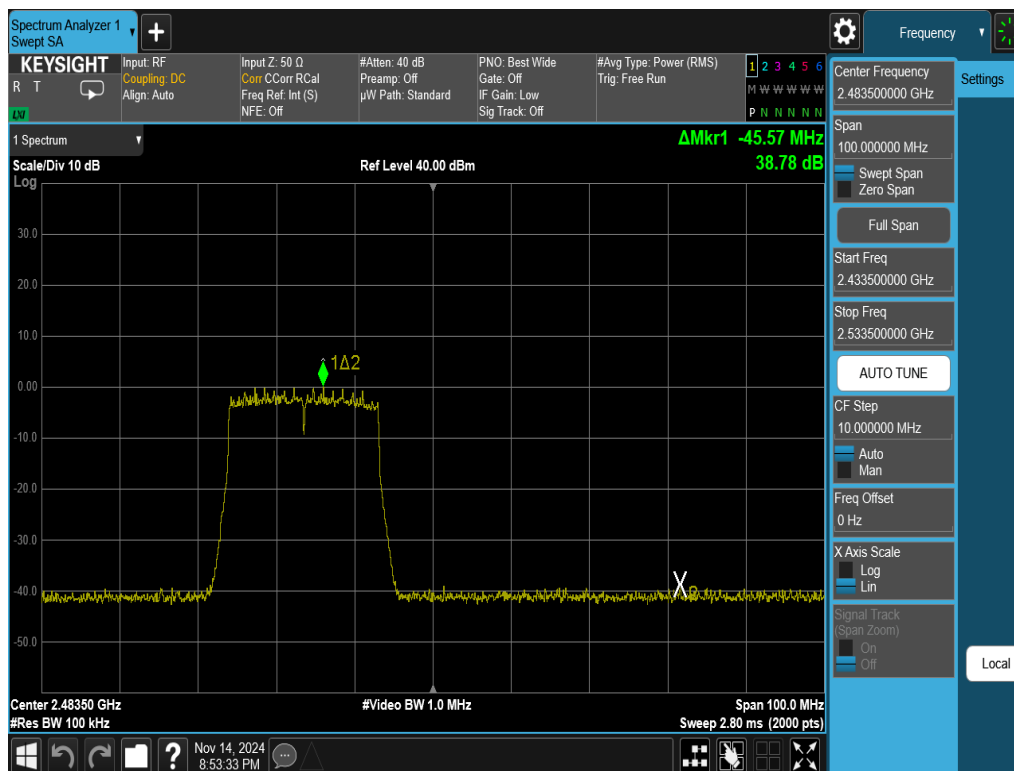 Spectrum Analyzer 1
Swept SA
Frequency
KEYSIGHT
R T
LXI
Input: RF
Coupling: DC
Align: Auto
Input Z: 50 Ω
Corr CCorr RCal
Freq Ref: Int (S)
NFE: Off
#Atten: 40 dB
Preamp: Off
µW Path: Standard
PNO: Best Wide
Gate: Off
IF Gain: Low
Sig Track: Off
#Avg Type: Power (RMS)
Trig: Free Run
1 2 3 4 5 6
M W W W W W
P N N N N N
1 Spectrum
Scale/Div 10 dB
Ref Level 40.00 dBm
ΔMkr1 -45.57 MHz
38.78 dB
Log
30.0
20.0
10.0
0.00
-10.0
-20.0
-30.0
-40.0
-50.0
1Δ2
X2
Center 2.48350 GHz
#Res BW 100 kHz
#Video BW 1.0 MHz
Span 100.0 MHz
Sweep 2.80 ms (2000 pts)
Nov 14, 2024
8:53:33 PM
?
Center Frequency
2.483500000 GHz
Span
100.000000 MHz
Swept Span
Zero Span
Full Span
Start Freq
2.433500000 GHz
Stop Freq
2.533500000 GHz
AUTO TUNE
CF Step
10.000000 MHz
Auto
Man
Freq Offset
0 Hz
X Axis Scale
Log
Lin
Signal Track
(Span Zoom)
On
Off
Settings
Local